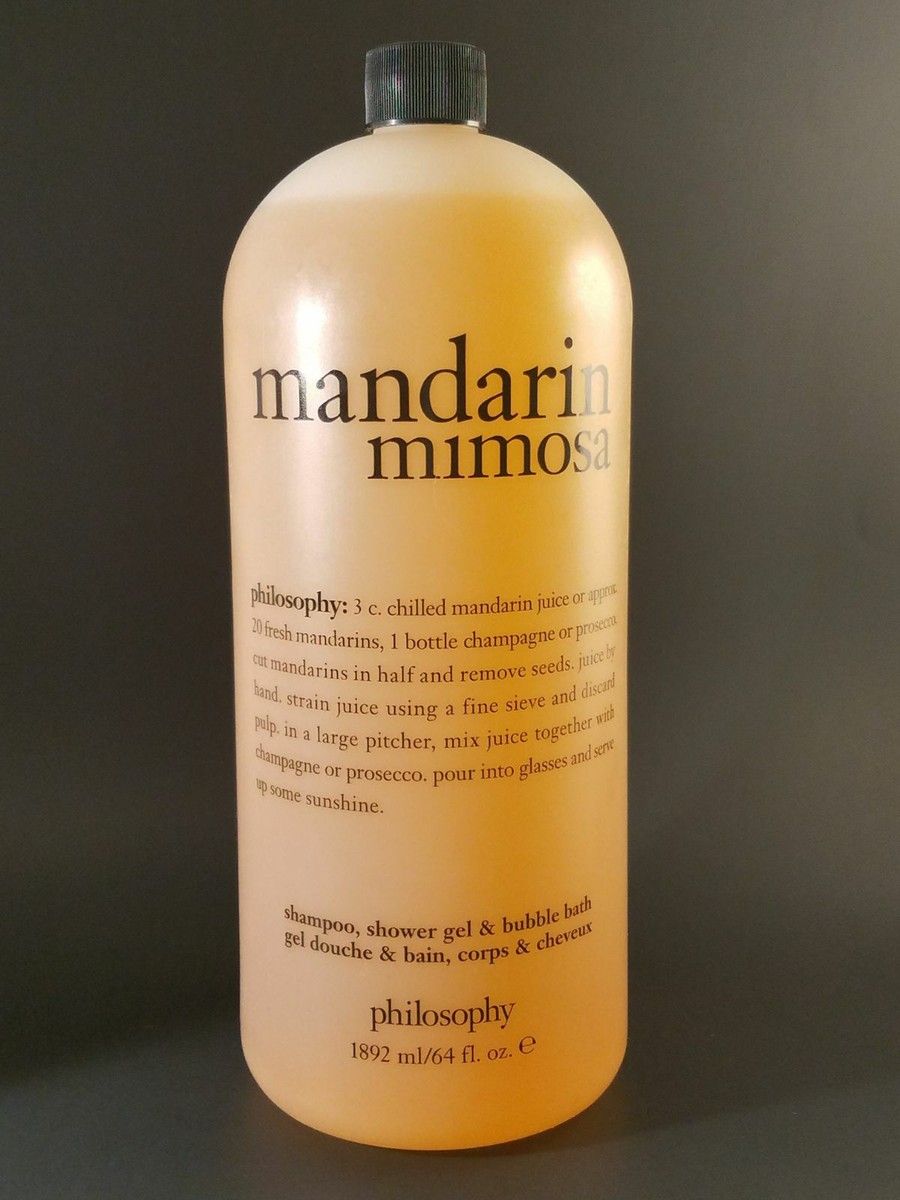 mandarin
mimosa
philosophy: 3 c. chilled mandarin juice or approx.
20 fresh mandarins, 1 bottle champagne or prosecco.
cut mandarins in half and remove seeds. juice by
hand. strain juice using a fine sieve and discard
pulp. in a large pitcher, mix juice together with
champagne or prosecco. pour into glasses and serve
up some sunshine.
shampoo, shower gel & bubble bath
gel douche & bain, corps & cheveux
philosophy
1892 ml/64 fl. oz. ℮